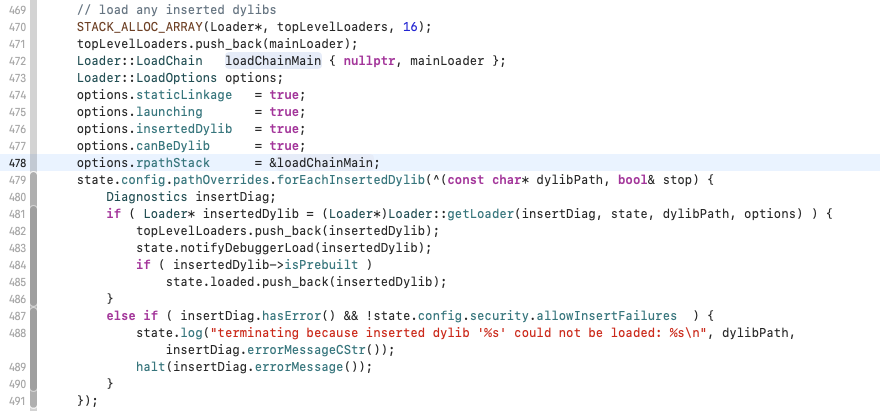 469 // load any inserted dylibs
470 STACK_ALLOC_ARRAY(Loader*, topLevelLoaders, 16);
471 topLevelLoaders.push_back(mainLoader);
472 Loader::LoadChain   loadChainMain { nullptr, mainLoader };
473 Loader::LoadOptions options;
474 options.staticLinkage   = true;
475 options.launching       = true;
476 options.insertedDylib   = true;
477 options.canBeDylib      = true;
478 options.rpathStack      = &loadChainMain;
479 state.config.pathOverrides.forEachInsertedDylib(^(const char* dylibPath, bool& stop) {
480     Diagnostics insertDiag;
481     if ( Loader* insertedDylib = (Loader*)Loader::getLoader(insertDiag, state, dylibPath, options) ) {
482         topLevelLoaders.push_back(insertedDylib);
483         state.notifyDebuggerLoad(insertedDylib);
484         if ( insertedDylib->isPrebuilt )
485             state.loaded.push_back(insertedDylib);
486     }
487     else if ( insertDiag.hasError() && !state.config.security.allowInsertFailures  ) {
488         state.log("terminating because inserted dylib '%s' could not be loaded: %s\n", dylibPath,
            insertDiag.errorMessageCStr());
489         halt(insertDiag.errorMessage());
490     }
491 });